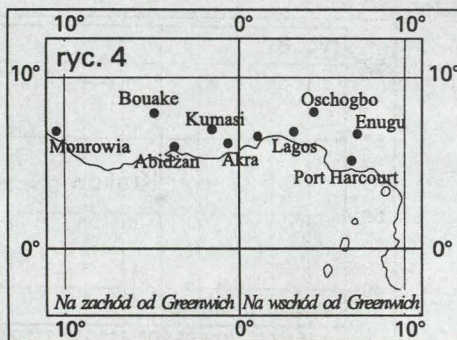 10° 0° 10°
ryc. 4
10° 10°
Bouake Oschogbo
Kumasi Enugu
Monrowia Abidżan Akra Lagos
Port Harcourt
0° 0°
Na zachód od Greenwich Na wschód od Greenwich
10° 0° 10°